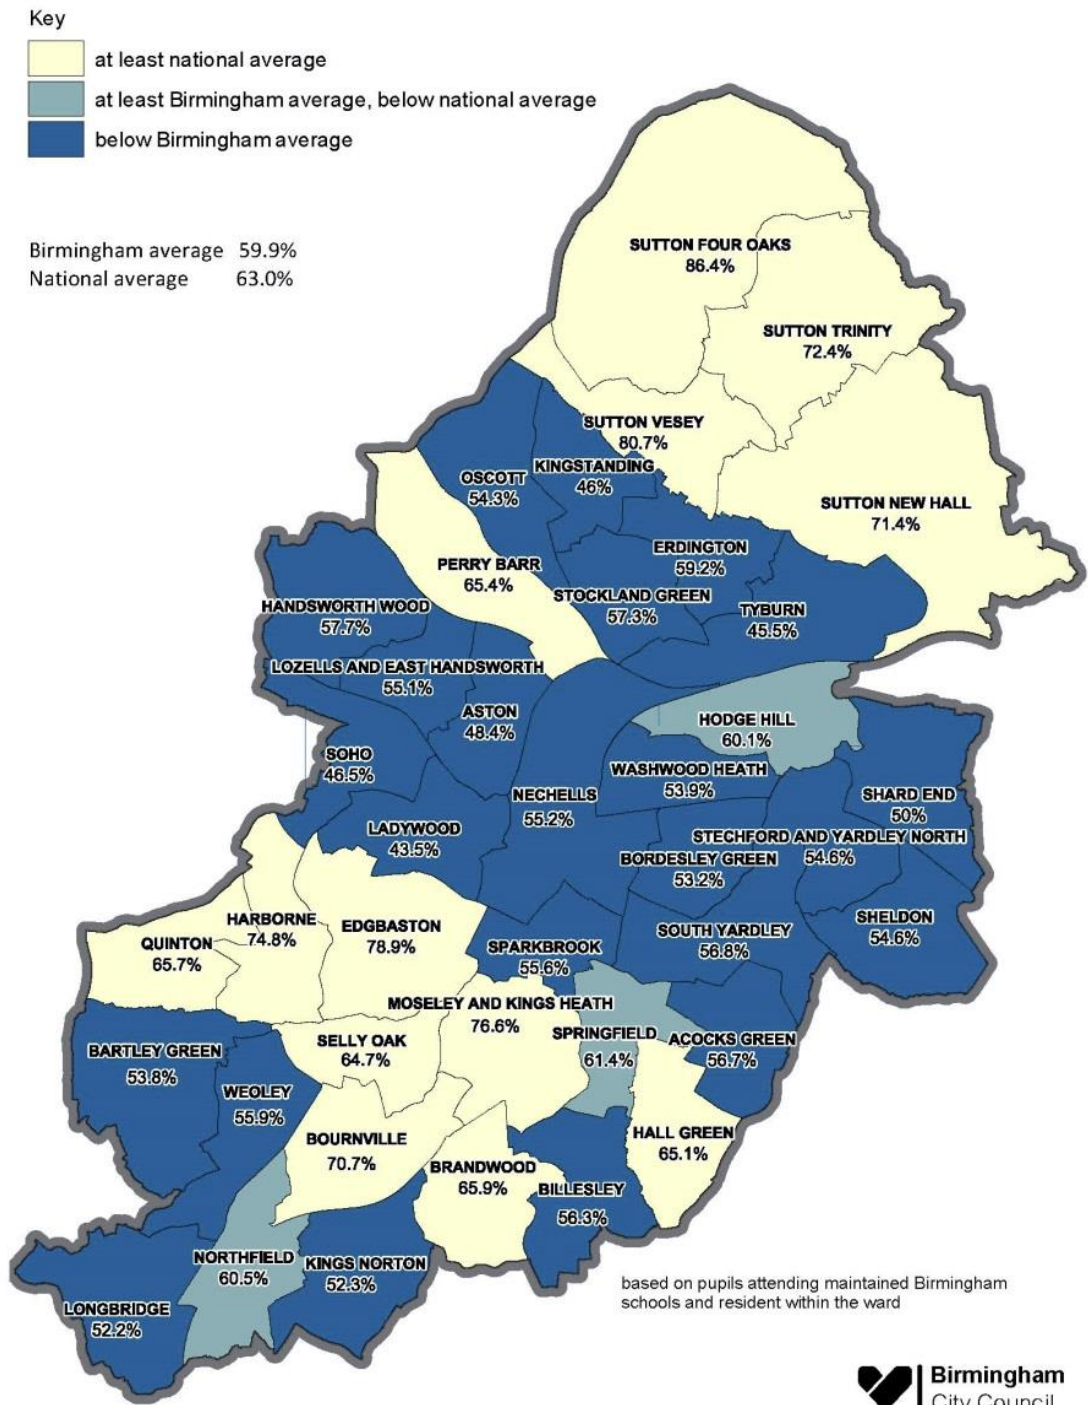 Key
at least national average
at least Birmingham average, below national average
below Birmingham average
Birmingham average 59.9%
National average 63.0%
SUTTON FOUR OAKS
86.4%
SUTTON TRINITY
72.4%
SUTTON VESEY
80.7%
KINGSTANDING
46%
OSCOTT
54.3%
SUTTON NEW HALL
71.4%
ERDINGTON
59.2%
PERRY BARR
65.4%
STOCKLAND GREEN
57.3%
TYBURN
45.5%
HANDSWORTH WOOD
57.7%
LOZELLS AND EAST HANDSWORTH
55.1%
ASTON
48.4%
HODGE HILL
60.1%
SOHO
46.5%
WASHWOOD HEATH
53.9%
NECHELLS
55.2%
SHARD END
50%
LADYWOOD
43.5%
STECHFORD AND YARDLEY NORTH
54.6%
BORDESLEY GREEN
53.2%
HARBORNE
74.8%
EDGBASTON
78.9%
QUINTON
65.7%
SPARKBROOK
55.6%
SOUTH YARDLEY
56.8%
SHELDON
54.6%
MOSELEY AND KINGS HEATH
76.6%
SPRINGFIELD
61.4%
ACOCKS GREEN
56.7%
SELLY OAK
64.7%
BARTLEY GREEN
53.8%
WEOLEY
55.9%
BOURNVILLE
70.7%
HALL GREEN
65.1%
BRANDWOOD
65.9%
BILLESLEY
56.3%
NORTHFIELD
60.5%
KINGS NORTON
52.3%
LONGBRIDGE
52.2%
based on pupils attending maintained Birmingham
schools and resident within the ward
Birmingham
City Council